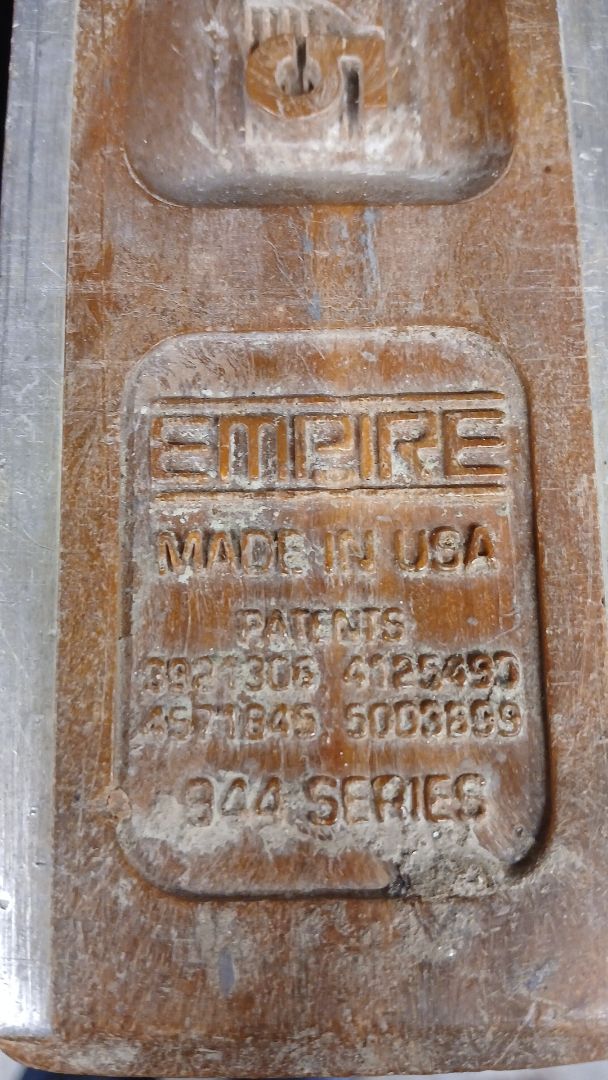 EMPIRE
MADE IN USA
PATENTS
3921306 4125490
4571845 5003699
944 SERIES